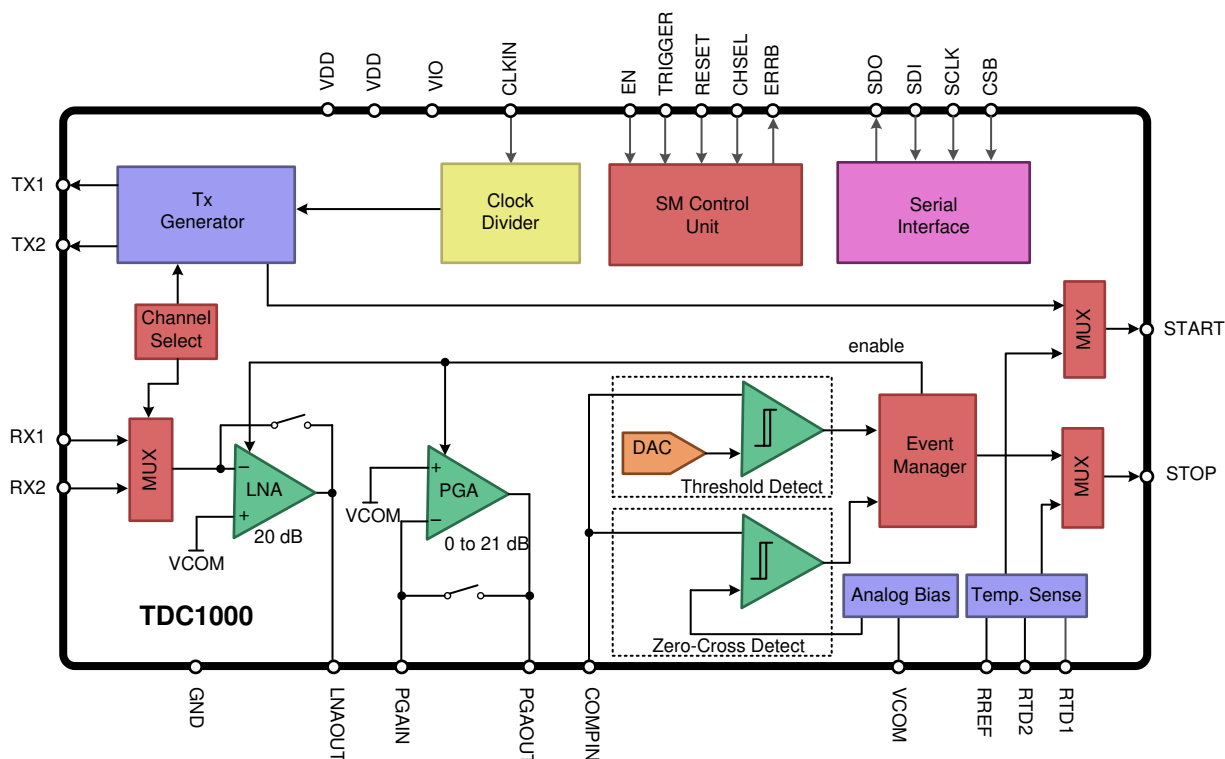 VDD
VDD
VIO
CLKIN
EN
TRIGGER
RESET
CHSEL
ERRB
SDO
SDI
SCLK
CSB
TX1
TX2
Tx
Generator
Clock
Divider
SM Control
Unit
Serial
Interface
Channel
Select
MUX
START
enable
RX1
RX2
MUX
LNA
20 dB
VCOM
PGA
VCOM
0 to 21 dB
DAC
Threshold Detect
Event
Manager
MUX
STOP
Zero-Cross Detect
Analog Bias
Temp. Sense
TDC1000
GND
LNAOUT
PGAIN
PGAOUT
COMPIN
VCOM
RREF
RTD2
RTD1